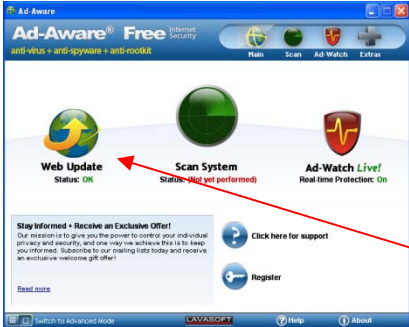 Ad-Aware
Ad-Aware® Free Internet Security
anti-virus + anti-spyware + anti-rootkit
Main Scan Ad-Watch Extras
Web Update
Status: OK
Scan System
Status: (Not yet performed)
Ad-Watch Live!
Real-time Protection: On
Stay Informed + Receive an Exclusive Offer!
Our mission is to give you the power to control your individual
privacy and security, and one way we achieve this is to keep
you informed. Subscribe to our mailing lists today and receive
an exclusive welcome gift offer!
Read more
Click here for support
Register
Switch to Advanced Mode
LAVASOFT
Help
About